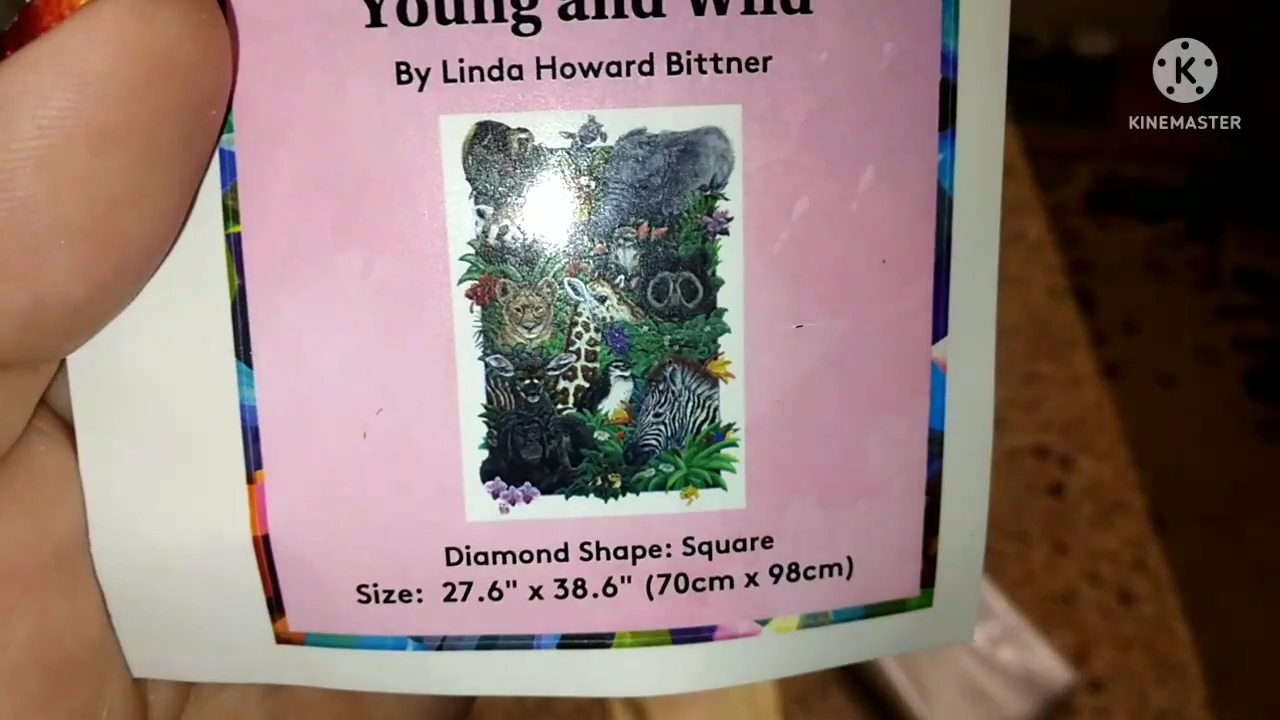 Young and Wild
By Linda Howard Bittner
K
KINEMASTER
Diamond Shape: Square
Size: 27.6" x 38.6" (70cm x 98cm)